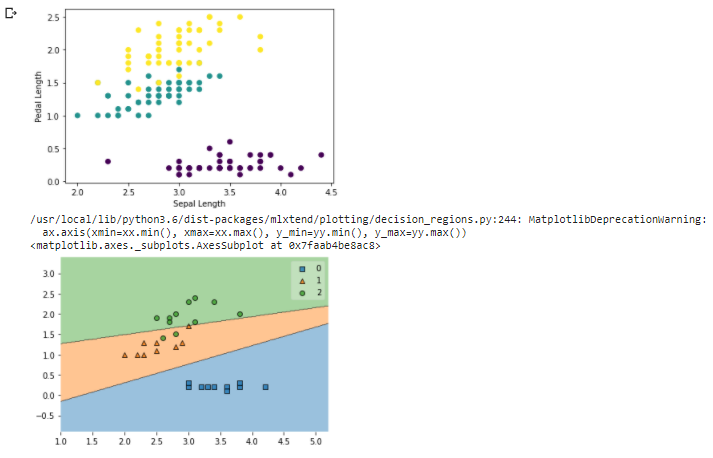 2.5
2.0
1.5
1.0
0.5
0.0
Pedal Length
2.0 2.5 3.0 3.5 4.0 4.5
Sepal Length
/usr/local/lib/python3.6/dist-packages/mlxtend/plotting/decision_regions.py:244: MatplotlibDeprecationWarning:
ax.axis(xmin=xx.min(), xmax=xx.max(), y_min=yy.min(), y_max=yy.max())
<matplotlib.axes._subplots.AxesSubplot at 0x7faab4be8ac8>
0
1
2
3.0
2.5
2.0
1.5
1.0
0.5
0.0
−0.5
1.0 1.5 2.0 2.5 3.0 3.5 4.0 4.5 5.0